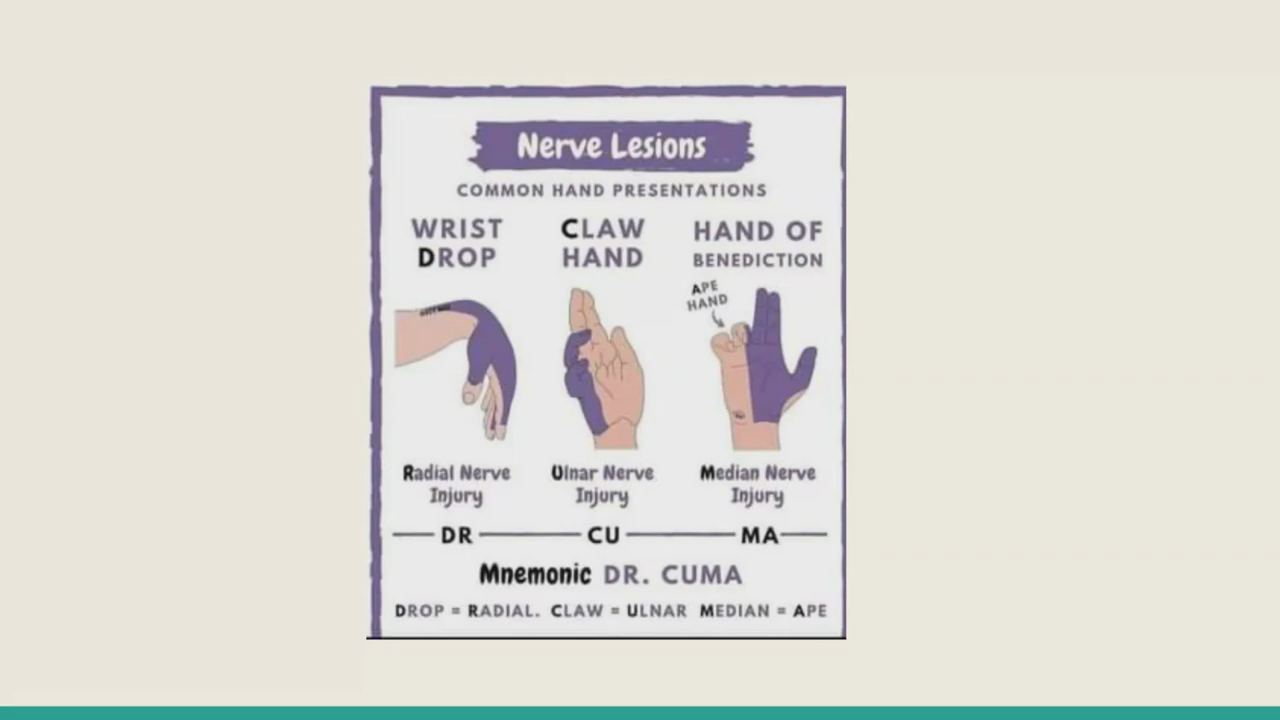 Nerve Lesions
COMMON HAND PRESENTATIONS
WRIST
DROP
CLAW
HAND
HAND OF
BENEDICTION
APE
HAND
Radial Nerve
Injury
Ulnar Nerve
Injury
Median Nerve
Injury
DR CU MA
Mnemonic DR. CUMA
DROP = RADIAL. CLAW = ULNAR MEDIAN = APE